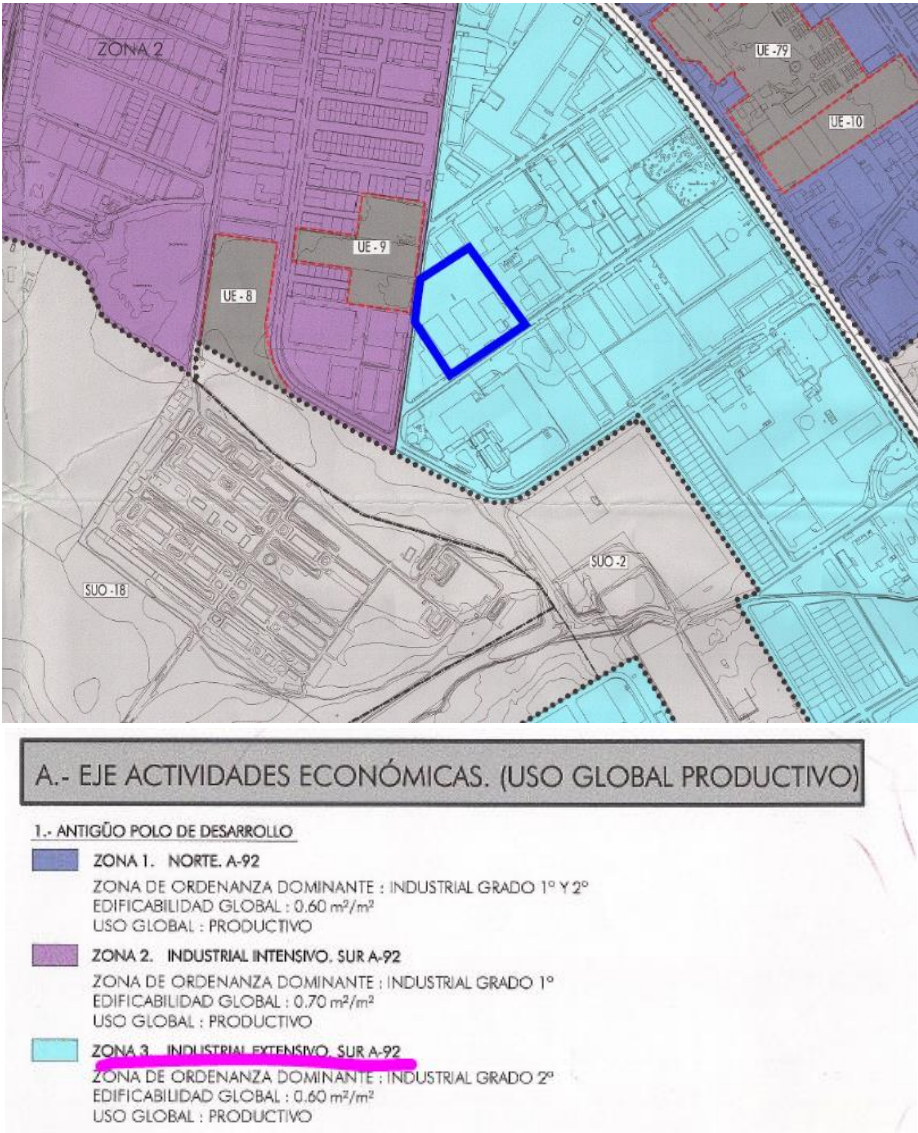 ZONA 2
UE -79
UE -10
UE - 9
UE - 8
SUO -2
SUO -18
A.- EJE ACTIVIDADES ECONÓMICAS. (USO GLOBAL PRODUCTIVO)
1.- ANTIGÜO POLO DE DESARROLLO
ZONA 1. NORTE. A-92
ZONA DE ORDENANZA DOMINANTE : INDUSTRIAL GRADO 1º Y 2º
EDIFICABILIDAD GLOBAL : 0.60 m²/m²
USO GLOBAL : PRODUCTIVO
ZONA 2. INDUSTRIAL INTENSIVO. SUR A-92
ZONA DE ORDENANZA DOMINANTE : INDUSTRIAL GRADO 1º
EDIFICABILIDAD GLOBAL : 0.70 m²/m²
USO GLOBAL : PRODUCTIVO
ZONA 3. INDUSTRIAL EXTENSIVO. SUR A-92
ZONA DE ORDENANZA DOMINANTE : INDUSTRIAL GRADO 2º
EDIFICABILIDAD GLOBAL : 0.60 m²/m²
USO GLOBAL : PRODUCTIVO